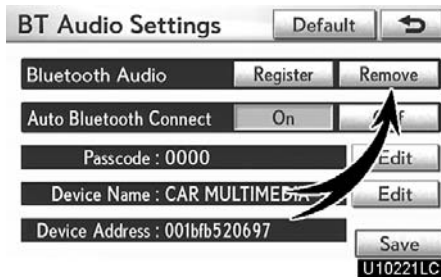 BT Audio Settings Default
Bluetooth Audio Register Remove
Auto Bluetooth Connect On
Passcode : 0000 Edit
Device Name : CAR MULTIMEDIA Edit
Device Address : 001bfb520697
Save
U10221LC